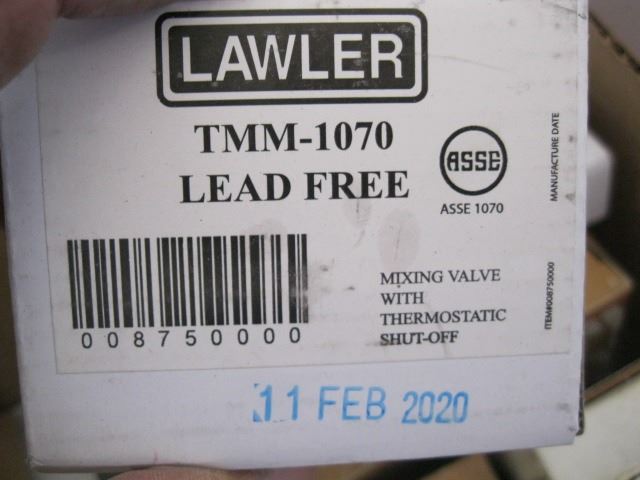 LAWLER
TMM-1070
LEAD FREE
ASSE
ASSE 1070
MANUFACTURE DATE
ITEM#008750000
008750000
MIXING VALVE
WITH
THERMOSTATIC
SHUT-OFF
11 FEB 2020